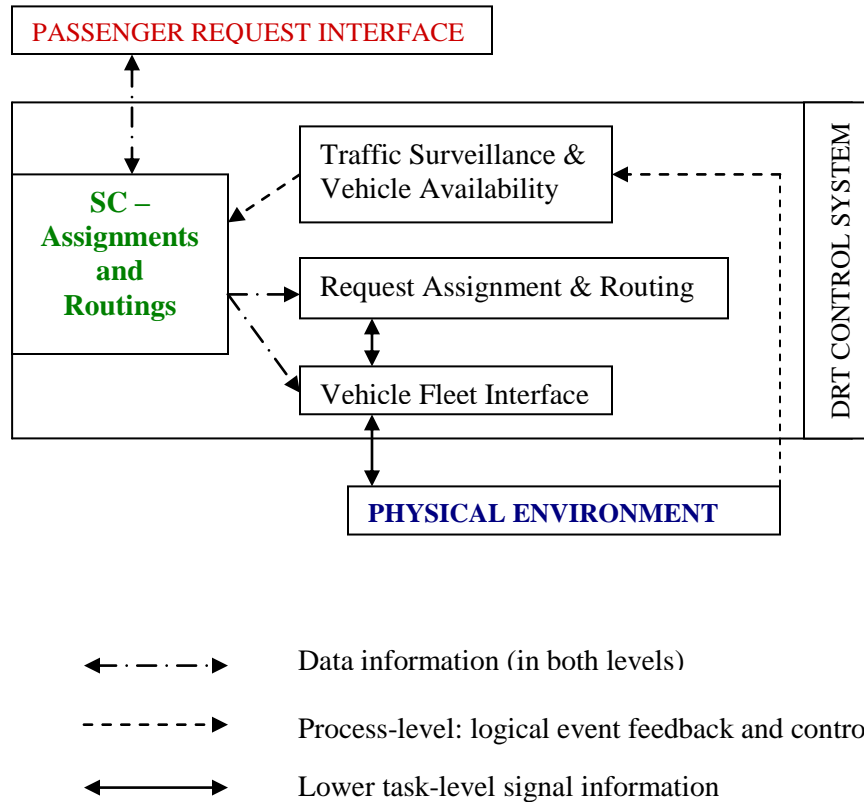 PASSENGER REQUEST INTERFACE
Traffic Surveillance &
Vehicle Availability
SC –
Assignments
and
Routings
Request Assignment & Routing
Vehicle Fleet Interface
DRT CONTROL SYSTEM
PHYSICAL ENVIRONMENT
Data information (in both levels)
Process-level: logical event feedback and contro
Lower task-level signal information